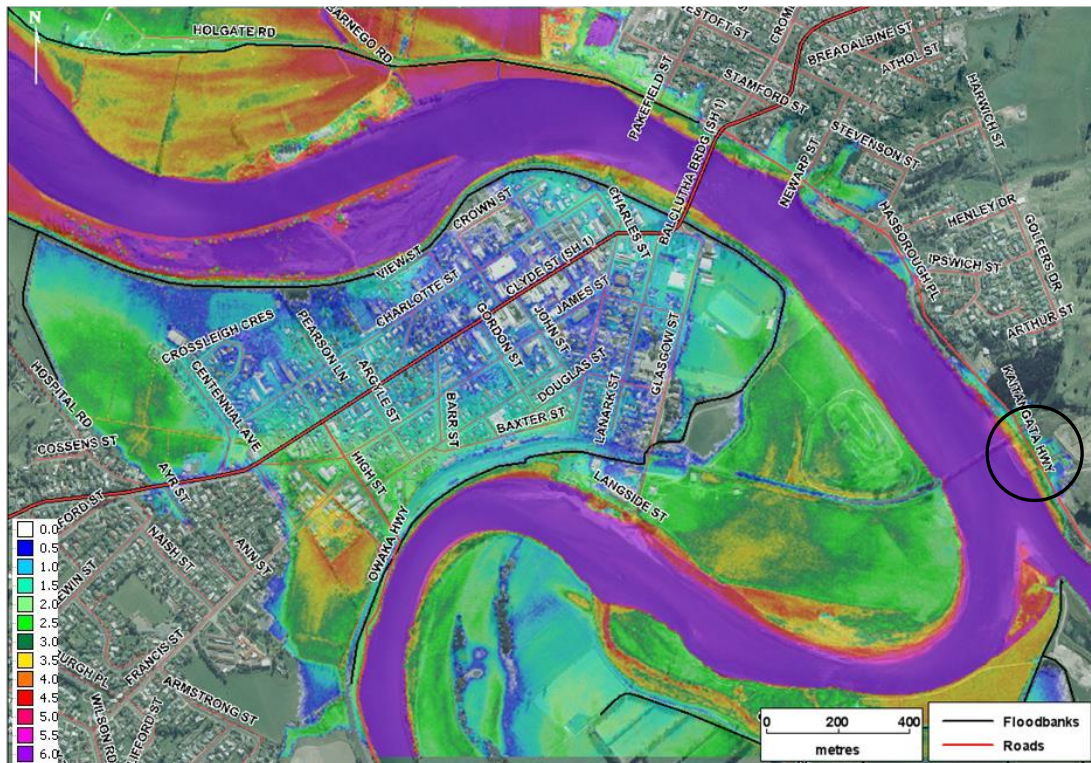 N
HOLGATE RD
BARNEGO RD
PAKEFIELD ST
STAMFORD ST
BREADALBINE ST
ATHOL ST
HARWICH ST
STEVENSON ST
NEWARP ST
BALCLUTHA BRDG (SH 1)
HASBOROUGH PL
HENLEY DR
GOLFERS DR
IPSWICH ST
ARTHUR ST
KAITANGATA HWY
CROWN ST
CHARLES ST
VIEW ST
CLYDE ST (SH 1)
CHARLOTTE ST
JAMES ST
GORDON ST
JOHN ST
CROSSLEIGH CRES
PEARSON LN
CENTENNIAL AVE
ARGYLE ST
DOUGLAS ST
GLASGOW ST
LANARK ST
BARR ST
BAXTER ST
HOSPITAL RD
COSSENS ST
HIGH ST
LANGSIDE ST
AYR ST
OWAKA HWY
NAISH ST
ANN ST
FRANCIS ST
ARMSTRONG ST
WILSON RD
0.0
0.5
1.0
1.5
2.0
2.5
3.0
3.5
4.0
4.5
5.0
5.5
6.0
0 200 400
metres
Floodbanks
Roads